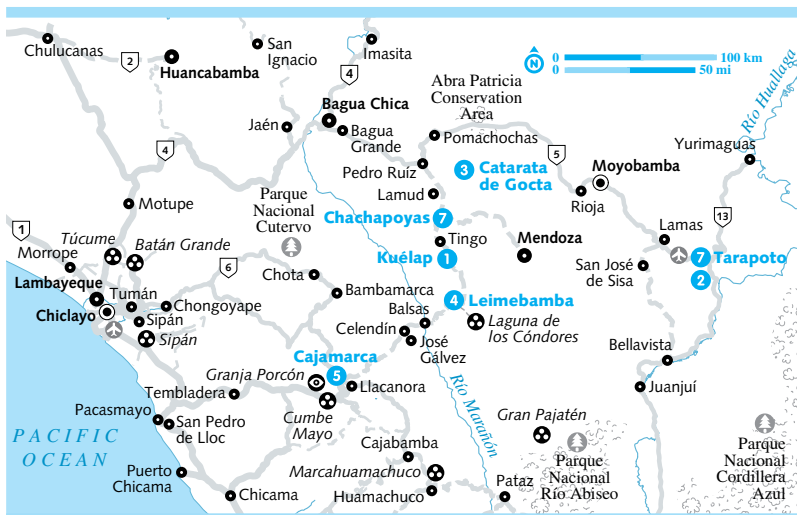 Chulucanas
2
Huancabamba
San
Ignacio
Imasita
4
N
0
100 km
0
50 mi
Río Huallaga
Abra Patricia
Conservation
Area
Bagua Chica
Bagua
Grande
Jaén
Pomachochas
5
Yurimaguas
4
Pedro Ruíz
3
Catarata
de Gocta
Moyobamba
Rioja
Lamud
Motupe
Parque
Nacional
Cutervo
Chachapoyas
7
13
1
Túcume
Batán Grande
Morrope
Tingo
Kuélap
1
Mendoza
Lamas
7
Tarapoto
2
San José
de Sisa
6
Chota
Lambayeque
Tumán
Chongoyape
Bambamarca
4
Leimebamba
Chiclayo
Sipán
Sipán
Balsas
Celendín
José
Gálvez
Laguna de
los Cóndores
Bellavista
Cajamarca
5
Granja Porcón
Llacanora
Juanjuí
Tembladera
Cumbe
Mayo
Río Marañón
Pacasmayo
San Pedro
de Lloc
Gran Pajatén
PACIFIC
OCEAN
Cajabamba
Parque
Nacional
Río Abiseo
Parque
Nacional
Cordillera
Azúl
Puerto
Chicama
Marcahuamachuco
Chicama
Huamachuco
Pataz